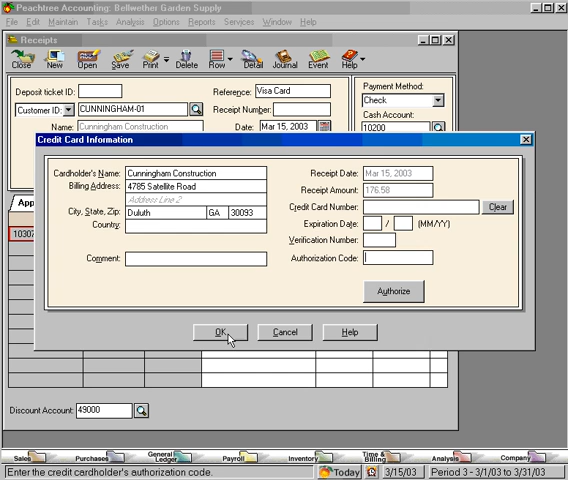 Peachtree Accounting: Bellwether Garden Supply
File Edit Maintain Tasks Analysis Options Reports Services Window Help
Receipts
Close New Open Save Print Delete Row Detail Journal Event Help
Deposit ticket ID: Reference: Visa Card Payment Method:
Customer ID: CUNNINGHAM-01 Receipt Number: Check
Name: Cunningham Construction Date: Mar 15, 2003 Cash Account:
10200
Credit Card Information
Cardholder's Name: Cunningham Construction Receipt Date: Mar 15, 2003
Billing Address: 4785 Satellite Road Receipt Amount: 176.58
Address Line 2 Credit Card Number: Clear
City, State, Zip: Duluth GA 30093
Country: Expiration Date: / (MM/YY)
Verification Number:
Comment: Authorization Code:
Authorize
OK Cancel Help
App
10307
Discount Account: 49000
Sales Purchases General Ledger Payroll Inventory Time & Billing Analysis Company
Enter the credit cardholder's authorization code. Today 3/15/03 Period 3 - 3/1/03 to 3/31/03